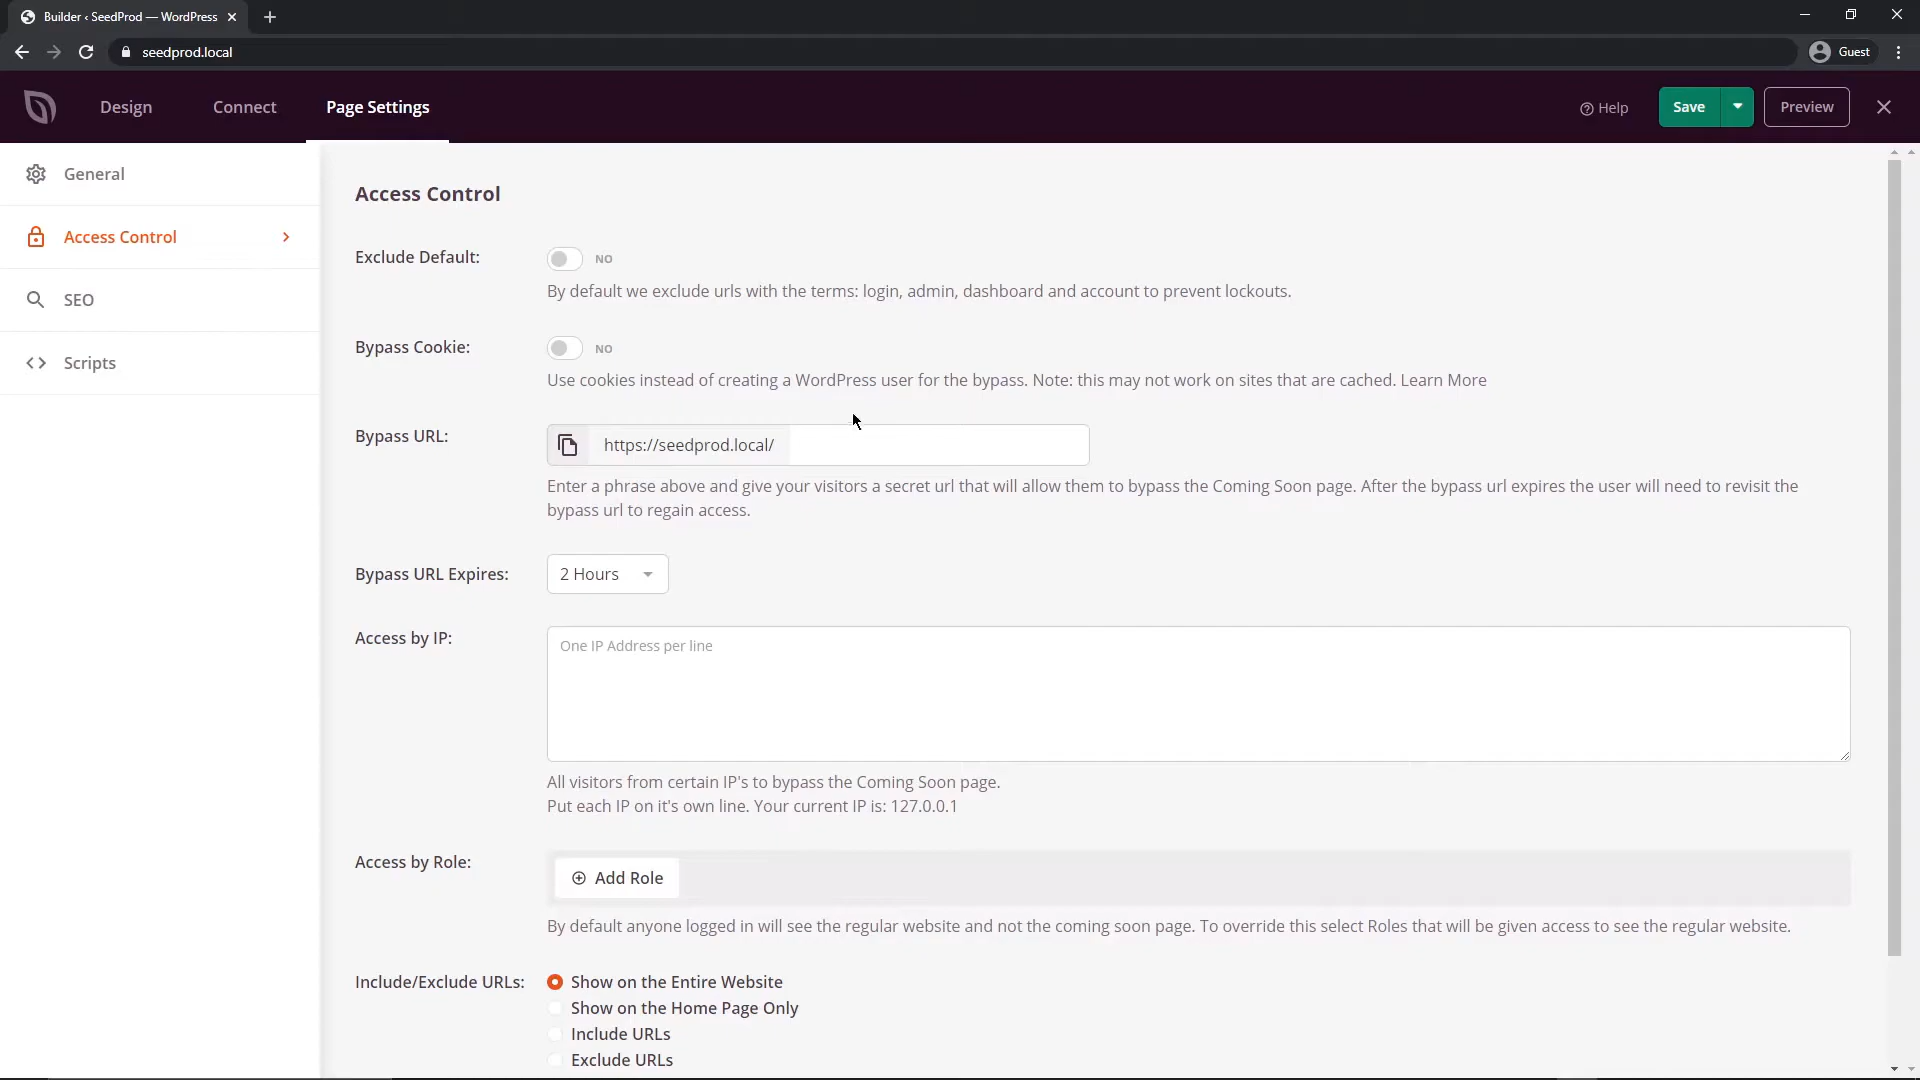 Builder ‹ SeedProd — WordPress
seedprod.local
Guest
Design
Connect
Page Settings
Help
Save
Preview
General
Access Control
SEO
Scripts
Access Control
Exclude Default:
NO
By default we exclude urls with the terms: login, admin, dashboard and account to prevent lockouts.
Bypass Cookie:
NO
Use cookies instead of creating a WordPress user for the bypass. Note: this may not work on sites that are cached. Learn More
Bypass URL:
https://seedprod.local/
Enter a phrase above and give your visitors a secret url that will allow them to bypass the Coming Soon page. After the bypass url expires the user will need to revisit the
bypass url to regain access.
Bypass URL Expires:
2 Hours
Access by IP:
One IP Address per line
All visitors from certain IP's to bypass the Coming Soon page.
Put each IP on it's own line. Your current IP is: 127.0.0.1
Access by Role:
Add Role
By default anyone logged in will see the regular website and not the coming soon page. To override this select Roles that will be given access to see the regular website.
Include/Exclude URLs:
Show on the Entire Website
Show on the Home Page Only
Include URLs
Exclude URLs